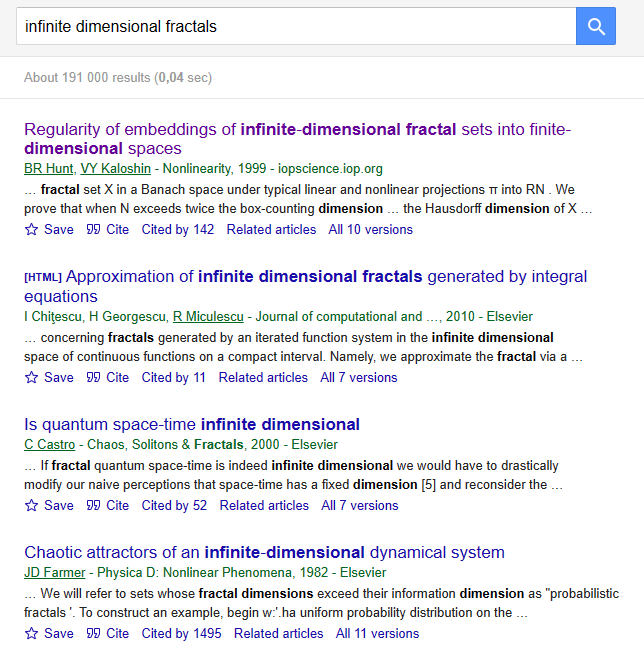 infinite dimensional fractals
About 191 000 results (0,04 sec)
Regularity of embeddings of infinite-dimensional fractal sets into finite-
dimensional spaces
BR Hunt, VY Kaloshin - Nonlinearity, 1999 - iopscience.iop.org
… fractal set X in a Banach space under typical linear and nonlinear projections π into RN . We
prove that when N exceeds twice the box-counting dimension … the Hausdorff dimension of X …
Save Cite Cited by 142 Related articles All 10 versions
[HTML] Approximation of infinite dimensional fractals generated by integral
equations
I Chiţescu, H Georgescu, R Miculescu - Journal of computational and …, 2010 - Elsevier
… concerning fractals generated by an iterated function system in the infinite dimensional
space of continuous functions on a compact interval. Namely, we approximate the fractal via a …
Save Cite Cited by 11 Related articles All 7 versions
Is quantum space-time infinite dimensional
C Castro - Chaos, Solitons & Fractals, 2000 - Elsevier
… If fractal quantum space-time is indeed infinite dimensional we would have to drastically
modify our naive perceptions that space-time has a fixed dimension [5] and reconsider the …
Save Cite Cited by 52 Related articles All 7 versions
Chaotic attractors of an infinite-dimensional dynamical system
JD Farmer - Physica D: Nonlinear Phenomena, 1982 - Elsevier
… We will refer to sets whose fractal dimensions exceed their information dimension as "probabilistic
fractals '. To construct an example, begin w:'.ha uniform probability distribution on the …
Save Cite Cited by 1495 Related articles All 11 versions